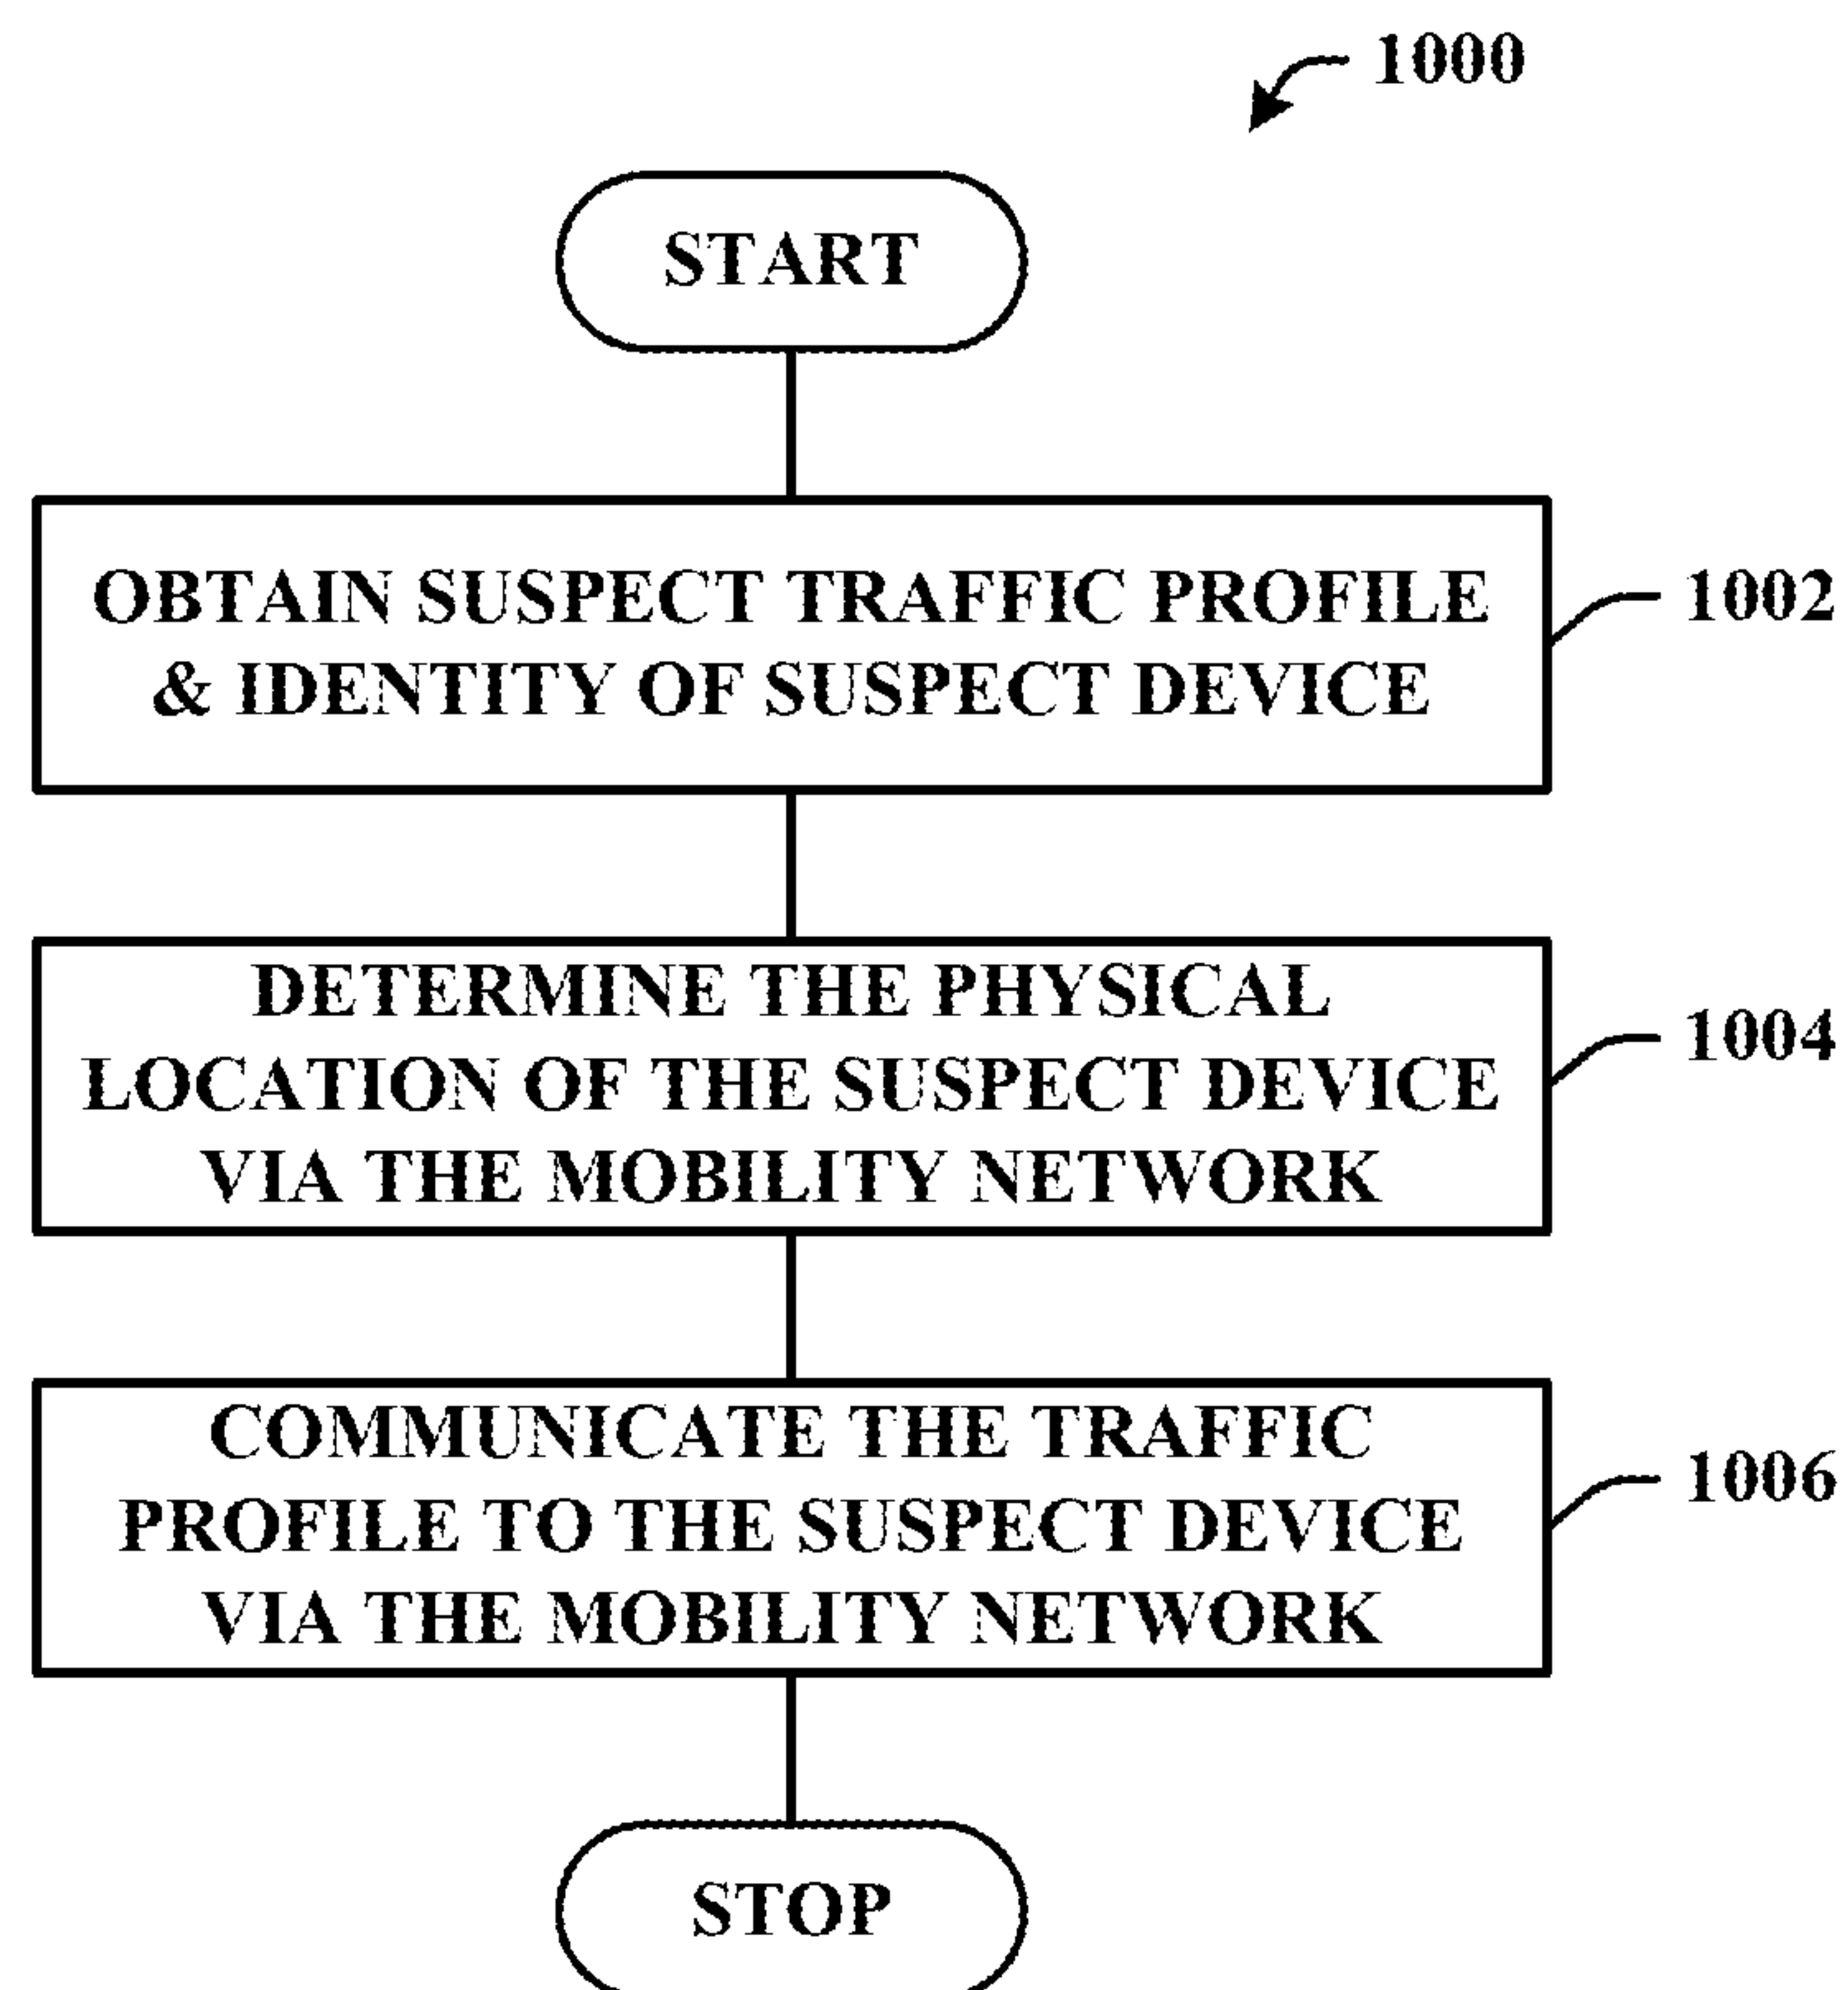 1000
START
OBTAIN SUSPECT TRAFFIC PROFILE
& IDENTITY OF SUSPECT DEVICE
1002
DETERMINE THE PHYSICAL
LOCATION OF THE SUSPECT DEVICE
VIA THE MOBILITY NETWORK
1004
COMMUNICATE THE TRAFFIC
PROFILE TO THE SUSPECT DEVICE
VIA THE MOBILITY NETWORK
1006
STOP